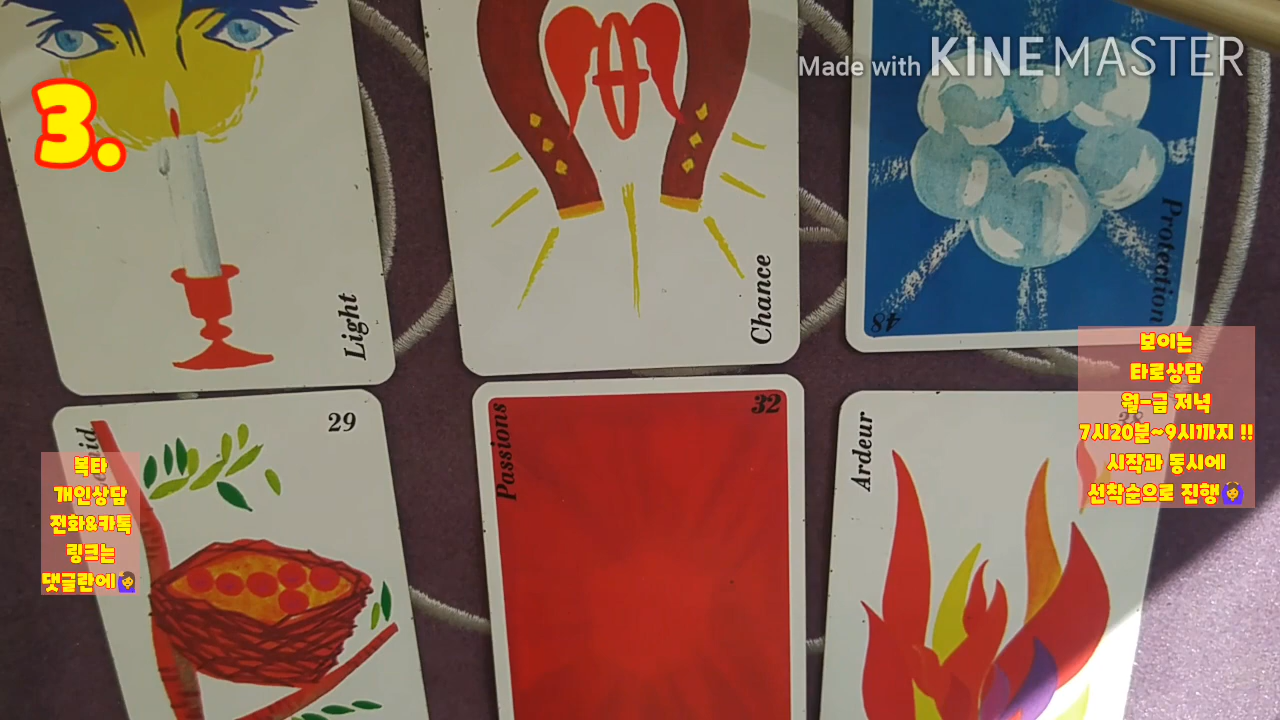 Made with KINEMASTER
3.
Light
Chance
Protection
48
29
Passions
32
Ardeur
보이는
타로상담
월-금 저녁
7시20분~9시까지 !!
시작과 동시에
선착순으로 진행🙆‍♀️
복타
개인상담
전화&카톡
링크는
댓글란에🙋‍♀️